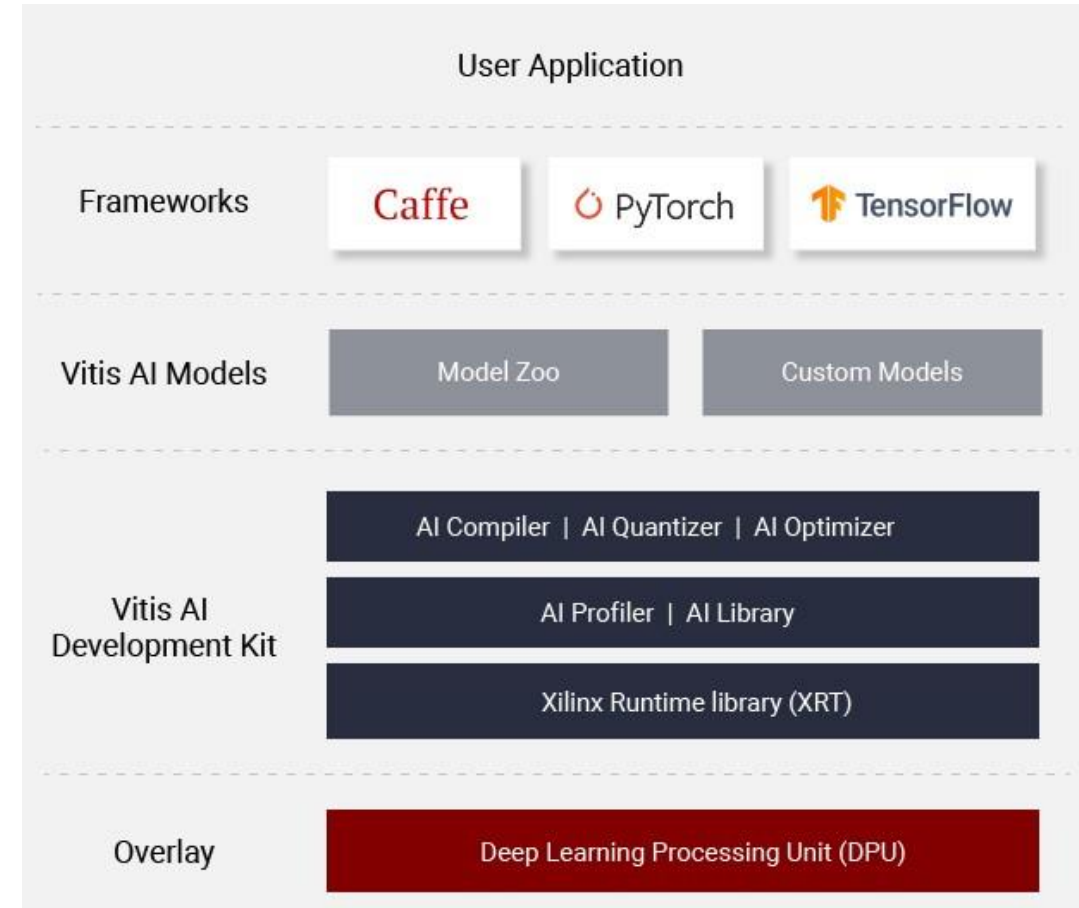 User Application
Frameworks
Caffe
PyTorch
TensorFlow
Vitis AI Models
Model Zoo
Custom Models
Vitis AI
Development Kit
AI Compiler | AI Quantizer | AI Optimizer
AI Profiler | AI Library
Xilinx Runtime library (XRT)
Overlay
Deep Learning Processing Unit (DPU)